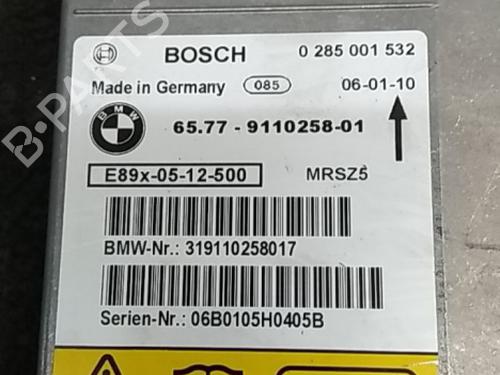 BOSCH 0 285 001 532
Made in Germany 085 06-01-10
BMW 65.77 - 9110258-01
E89x-05-12-500 MRSZ5
BMW-Nr.: 319110258017
Serien-Nr.: 06B0105H0405B
B-PARTS